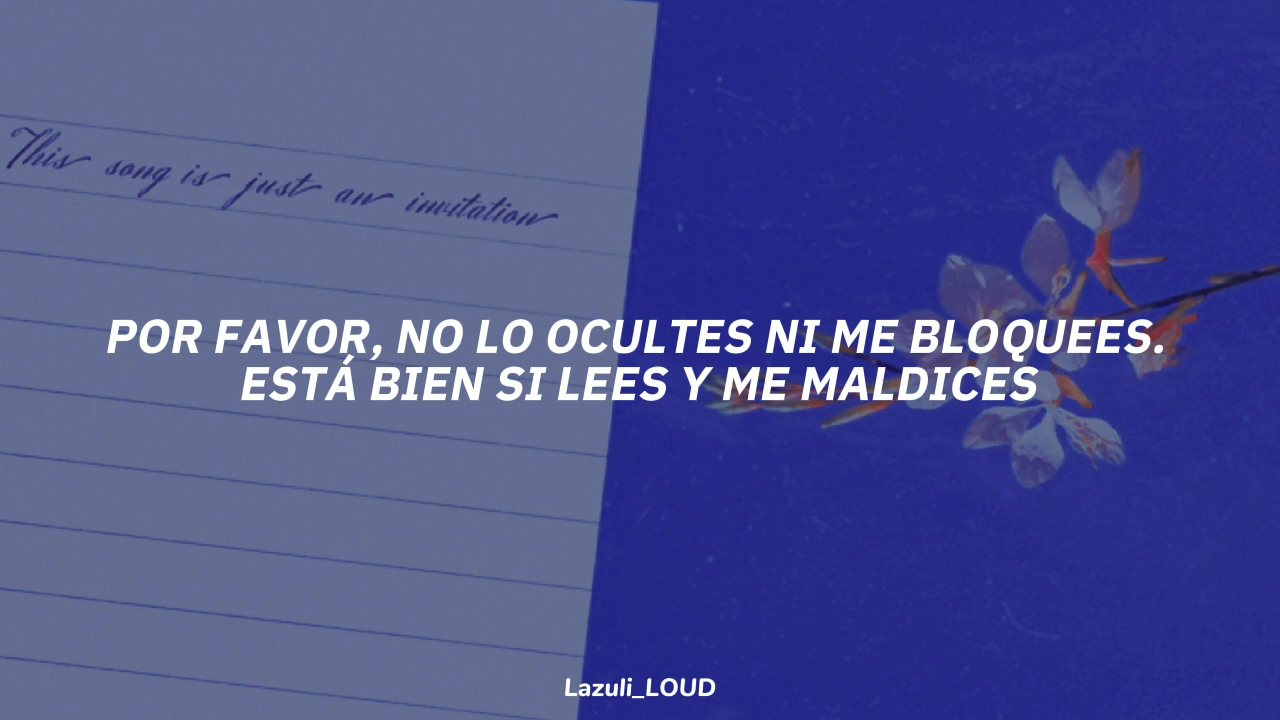 This song is just an invitation
POR FAVOR, NO LO OCULTES NI ME BLOQUEES.
ESTÁ BIEN SI LEES Y ME MALDICES
Lazuli_LOUD